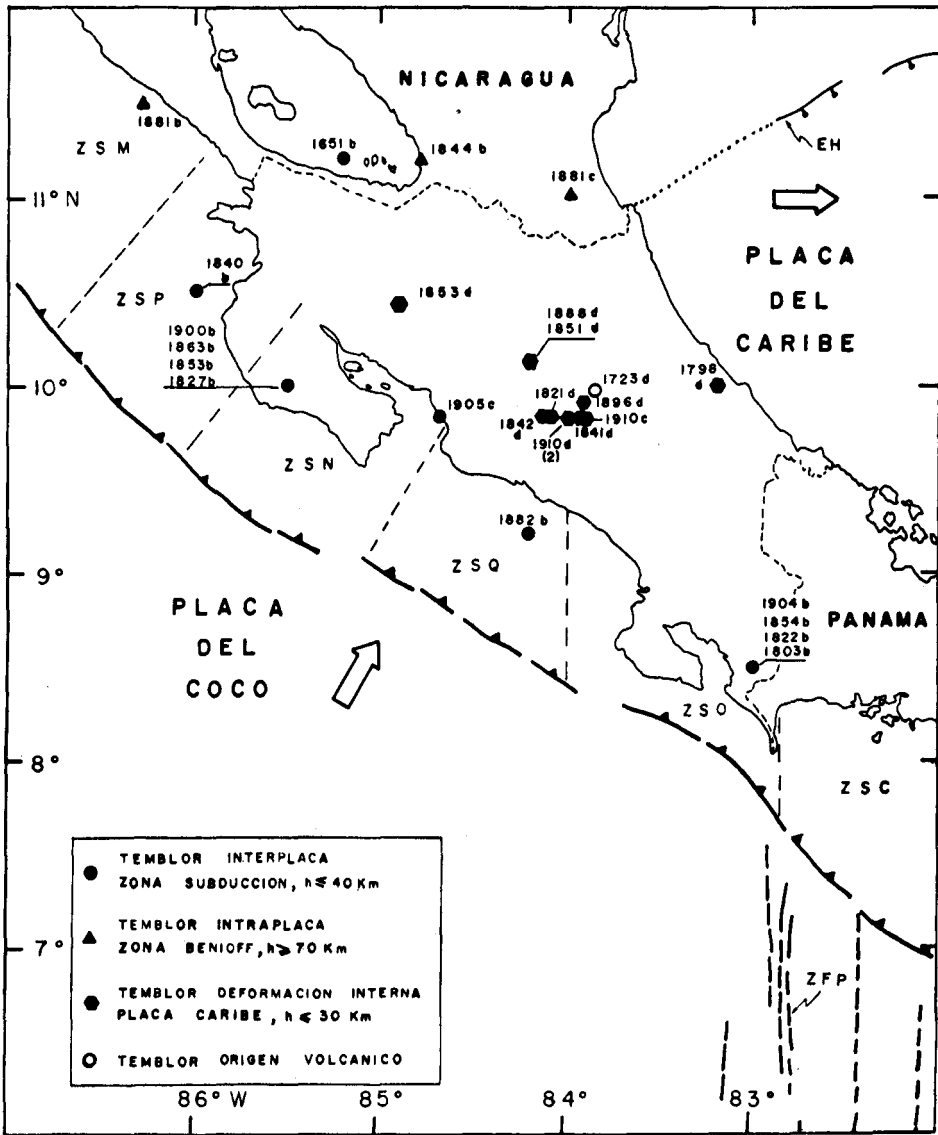 NICARAGUA
1881b
ZSM
1651b
1844b
1881c
EH
11°N
PLACA
DEL
CARIBE
1840
b
ZSP
1853d
1900b
1863b
1853b
1827b
1888d
1851d
10°
1723d
1798
d
1905c
1821d
1896d
1842
d
1910c
1910d
(2)
1841d
ZSN
1882b
ZSQ
9°
PLACA
DEL
COCO
1904b
1854b
1822b
1803b
PANAMA
ZSO
8°
ZSC
TEMBLOR INTERPLACA
ZONA SUBDUCCION, h≤40 Km
TEMBLOR INTRAPLACA
ZONA BENIOFF, h≥70 Km
7°
ZFP
TEMBLOR DEFORMACION INTERNA
PLACA CARIBE, h≤30 Km
TEMBLOR ORIGEN VOLCANICO
86°W
85°
84°
83°